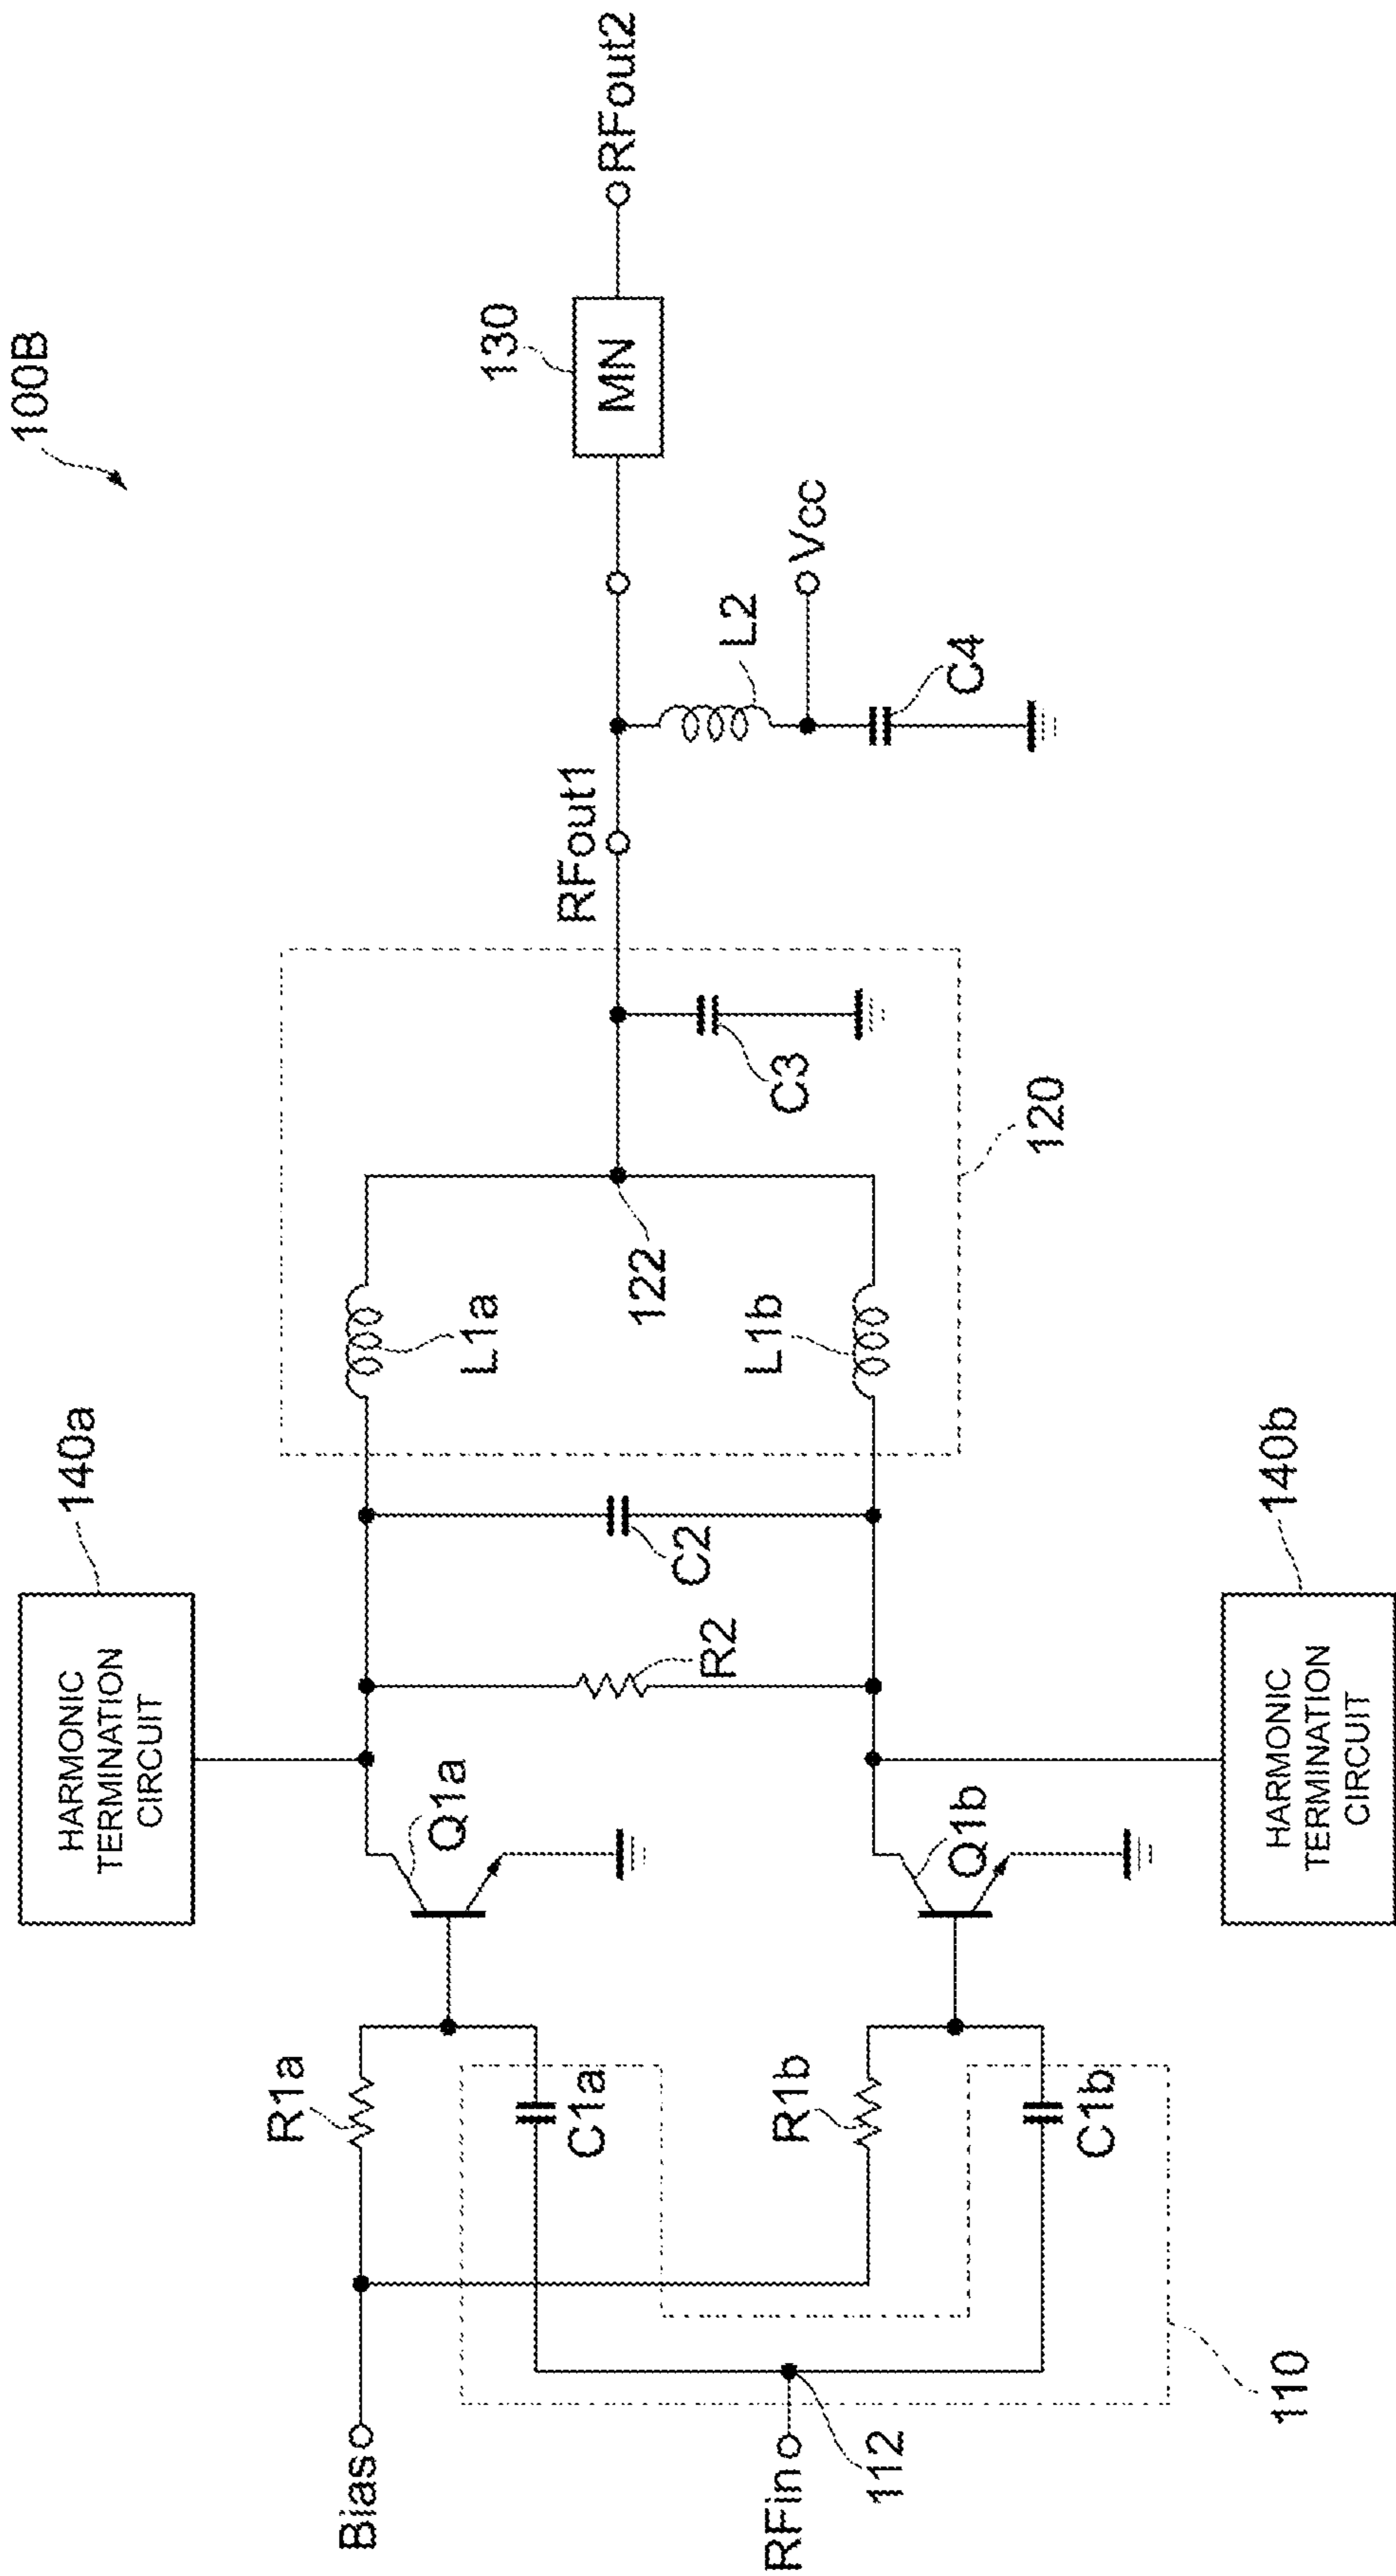 100B
HARMONIC
TERMINATION
CIRCUIT
140a
Bias
R1a
Q1a
L1a
RFout1
130
MN
RFout2
C1a
R2
C2
122
C3
L2
Vcc
C4
RFin
112
R1b
Q1b
L1b
C1b
120
110
HARMONIC
TERMINATION
CIRCUIT
140b